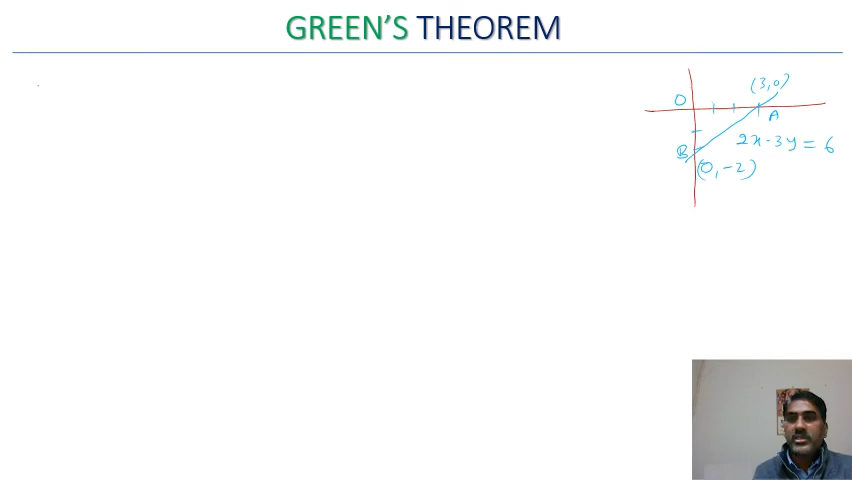 GREEN'S THEOREM
(3,0)
O
A
2x-3y=6
B
(0,-2)